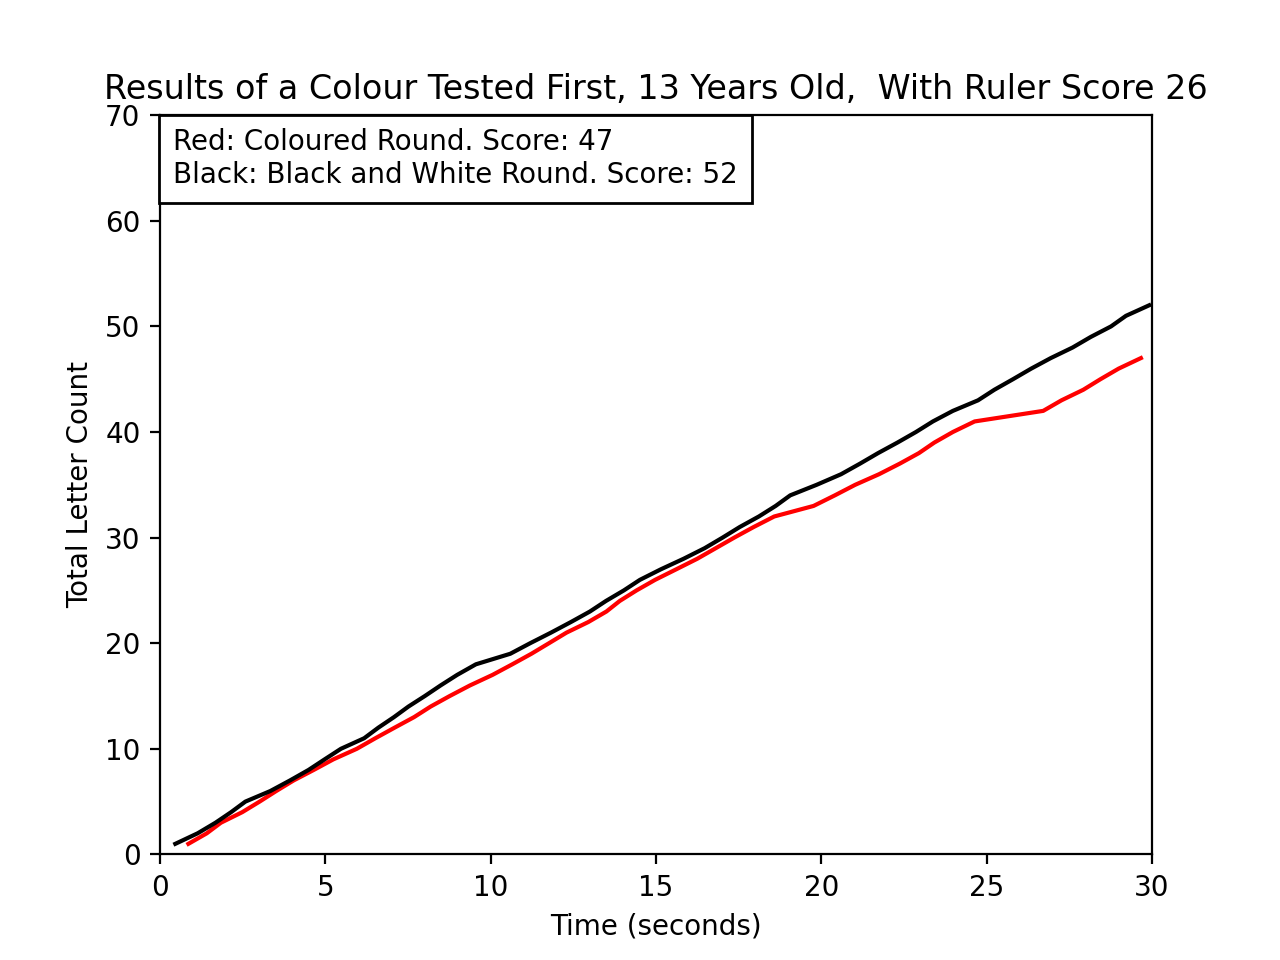 Results of a Colour Tested First, 13 Years Old,  With Ruler Score 26
Red: Coloured Round. Score: 47
Black: Black and White Round. Score: 52
70
60
50
40
30
20
10
0
Total Letter Count
0 5 10 15 20 25 30
Time (seconds)